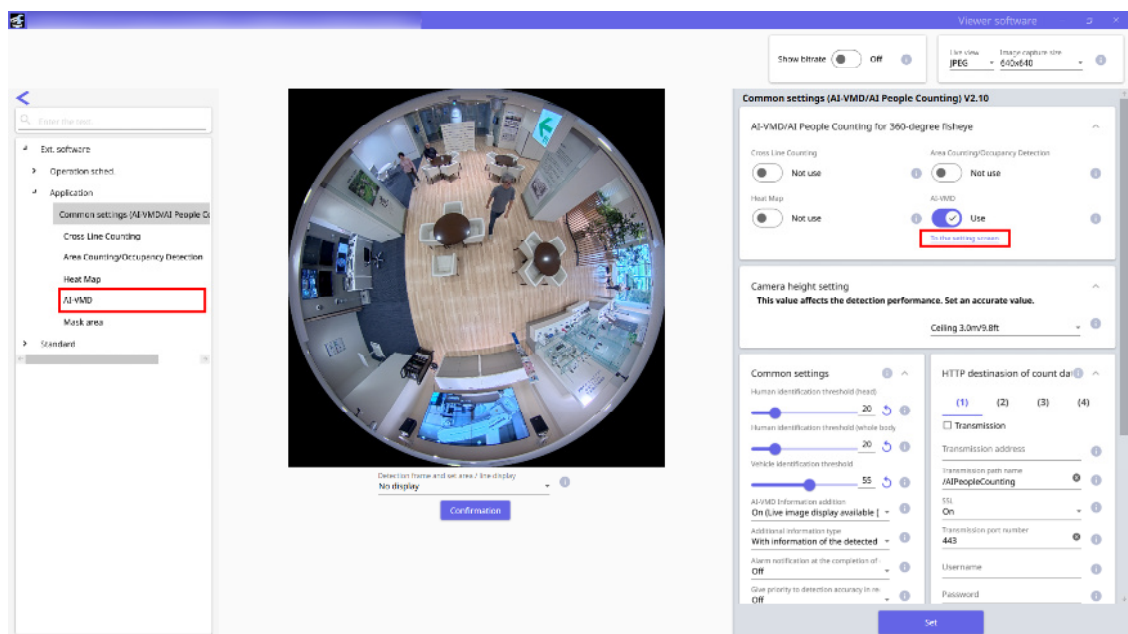 Viewer software
Show bitrate
Off
Live view
JPEG
Image capture size
640x640
Enter the text
Ext. software
Operation sched.
Application
Common settings (AI-VMD/AI People Co
Cross Line Counting
Area Counting/Occupancy Detection
Heat Map
AI-VMD
Mask area
Standard
Detection frame and set area / line display
No display
Confirmation
Common settings (AI-VMD/AI People Counting) V2.10
AI-VMD/AI People Counting for 360-degree fisheye
Cross Line Counting
Not use
Area Counting/Occupancy Detection
Not use
Heat Map
Not use
AI-VMD
Use
To the setting screen
Camera height setting
This value affects the detection performance. Set an accurate value.
Ceiling 3.0m/9.8ft
Common settings
Human identification threshold (head)
20
Human identification threshold (whole body
20
Vehicle identification threshold
55
AI-VMD Information addition
On (Live image display available [
Additional information type
With information of the detected
Alarm notification at the completion of
Off
Give priority to detection accuracy in re
Off
HTTP destinasion of count dat
(1)
(2)
(3)
(4)
Transmission
Transmission address
Transmission path name
/AIPeopleCounting
SSL
On
Transmission port number
443
Username
Password
Set